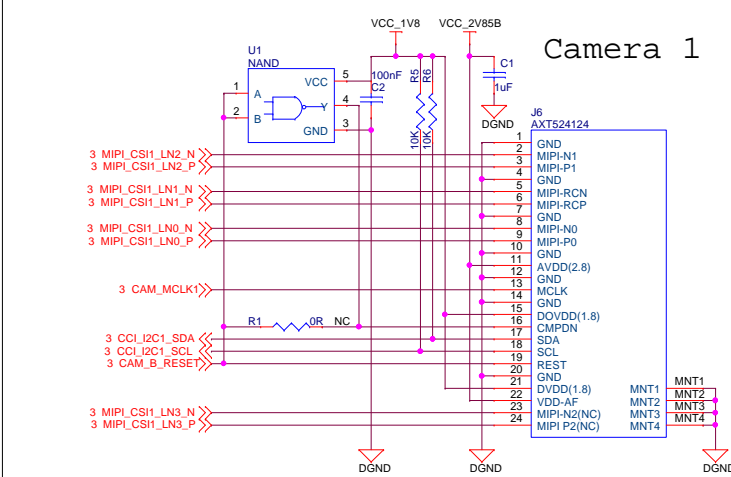 Camera 1
VCC_1V8
VCC_2V85B
U1
NAND
VCC
5
A
1
B
2
Y
4
GND
3
100nF
C2
R5
R6
10K
10K
C1
1uF
DGND
J6
AXT524124
3 MIPI_CSI1_LN2_N
3 MIPI_CSI1_LN2_P
3 MIPI_CSI1_LN1_N
3 MIPI_CSI1_LN1_P
3 MIPI_CSI1_LN0_N
3 MIPI_CSI1_LN0_P
3 CAM_MCLK1
R1
0R
NC
3 CCI_I2C1_SDA
3 CCI_I2C1_SCL
3 CAM_B_RESET
3 MIPI_CSI1_LN3_N
3 MIPI_CSI1_LN3_P
1 GND
2 MIPI-N1
3 MIPI-P1
4 GND
5 MIPI-RCN
6 MIPI-RCP
7 GND
8 MIPI-N0
9 MIPI-P0
10 GND
11 AVDD(2.8)
12 GND
13 MCLK
14 GND
15 DOVDD(1.8)
16 CMPDN
17 SDA
18 SCL
19 REST
20 GND
21 DVDD(1.8)
22 VDD-AF
23 MIPI-N2(NC)
24 MIPI P2(NC)
MNT1 MNT1
MNT2 MNT2
MNT3 MNT3
MNT4 MNT4
DGND
DGND
DGND